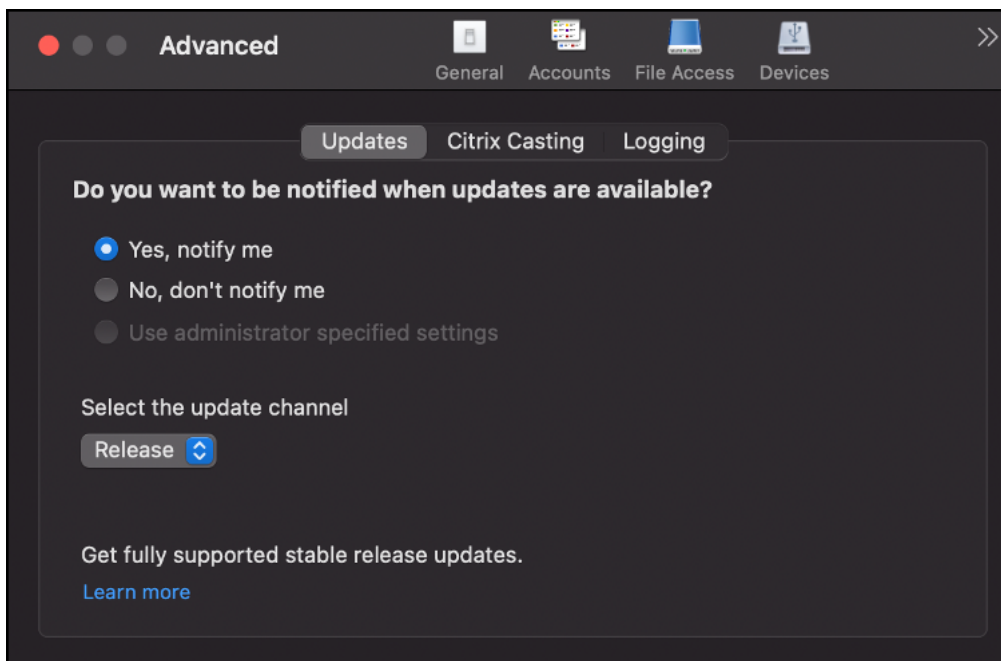 Advanced
General
Accounts
File Access
Devices
Updates
Citrix Casting
Logging
Do you want to be notified when updates are available?
Yes, notify me
No, don't notify me
Use administrator specified settings
Select the update channel
Release
Get fully supported stable release updates.
Learn more